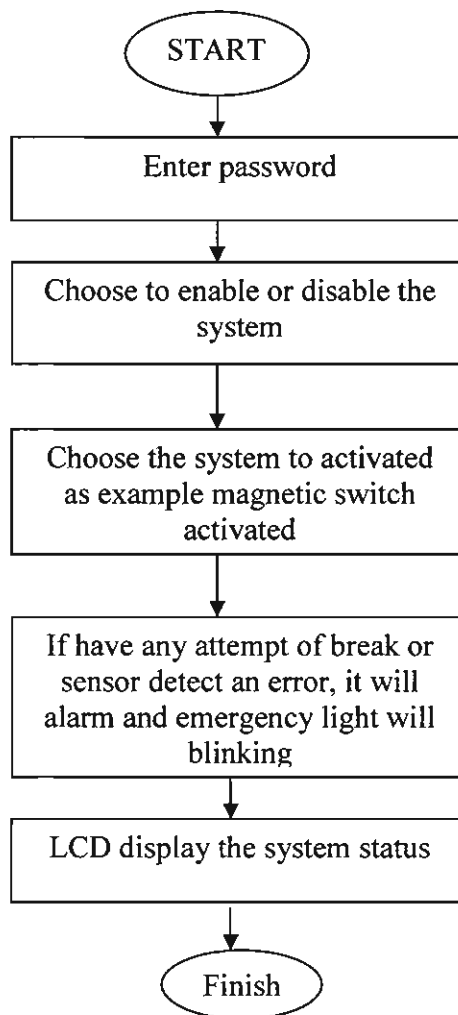 START
Enter password
Choose to enable or disable the
system
Choose the system to activated
as example magnetic switch
activated
If have any attempt of break or
sensor detect an error, it will
alarm and emergency light will
blinking
LCD display the system status
Finish